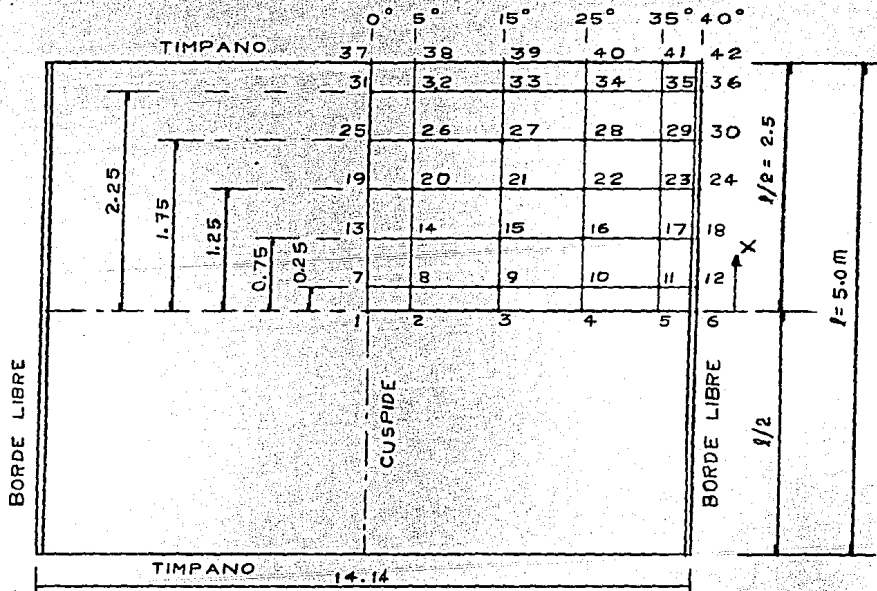 0° 5° 15° 25° 35° 40°
TIMPANO 37 38 39 40 41 42
31 32 33 34 35 36
25 26 27 28 29 30
19 20 21 22 23 24
13 14 15 16 17 18
7 8 9 10 11 12
1 2 3 4 5 6
2.25
1.75
1.25
0.75
0.25
X
l/2 = 2.5
l = 5.0 m
l/2
BORDE LIBRE
CUSPIDE
BORDE LIBRE
TIMPANO
14.14